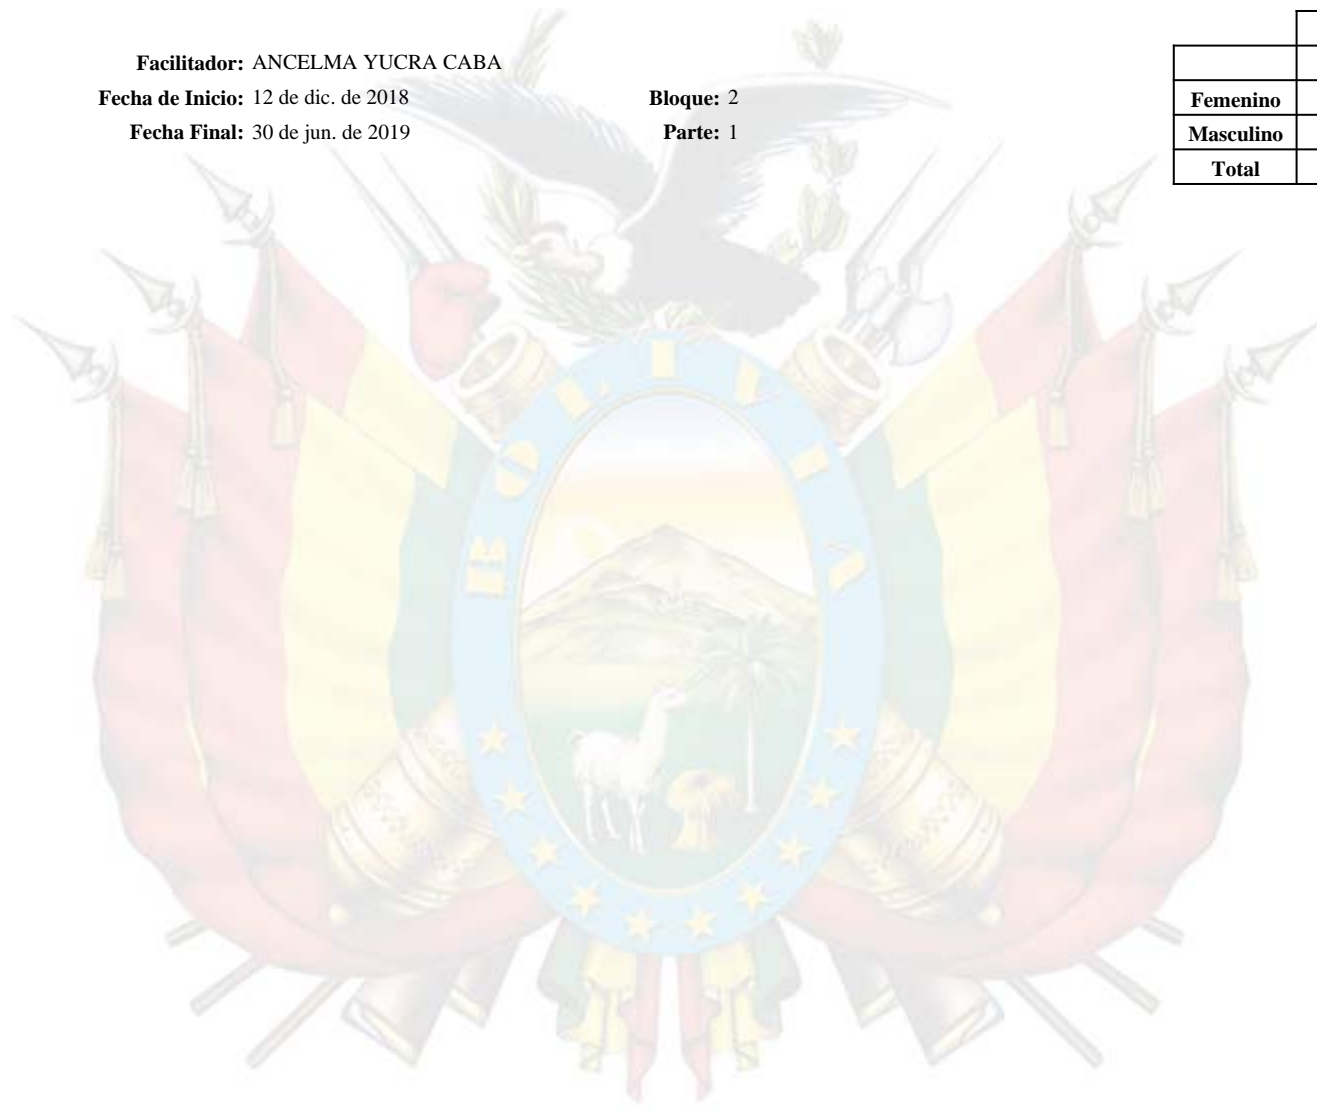 Facilitador: ANCELMA YUCRA CABA
Fecha de Inicio: 12 de dic. de 2018
Bloque: 2
Fecha Final: 30 de jun. de 2019
Parte: 1
Femenino
Masculino
Total
BOLIVIA